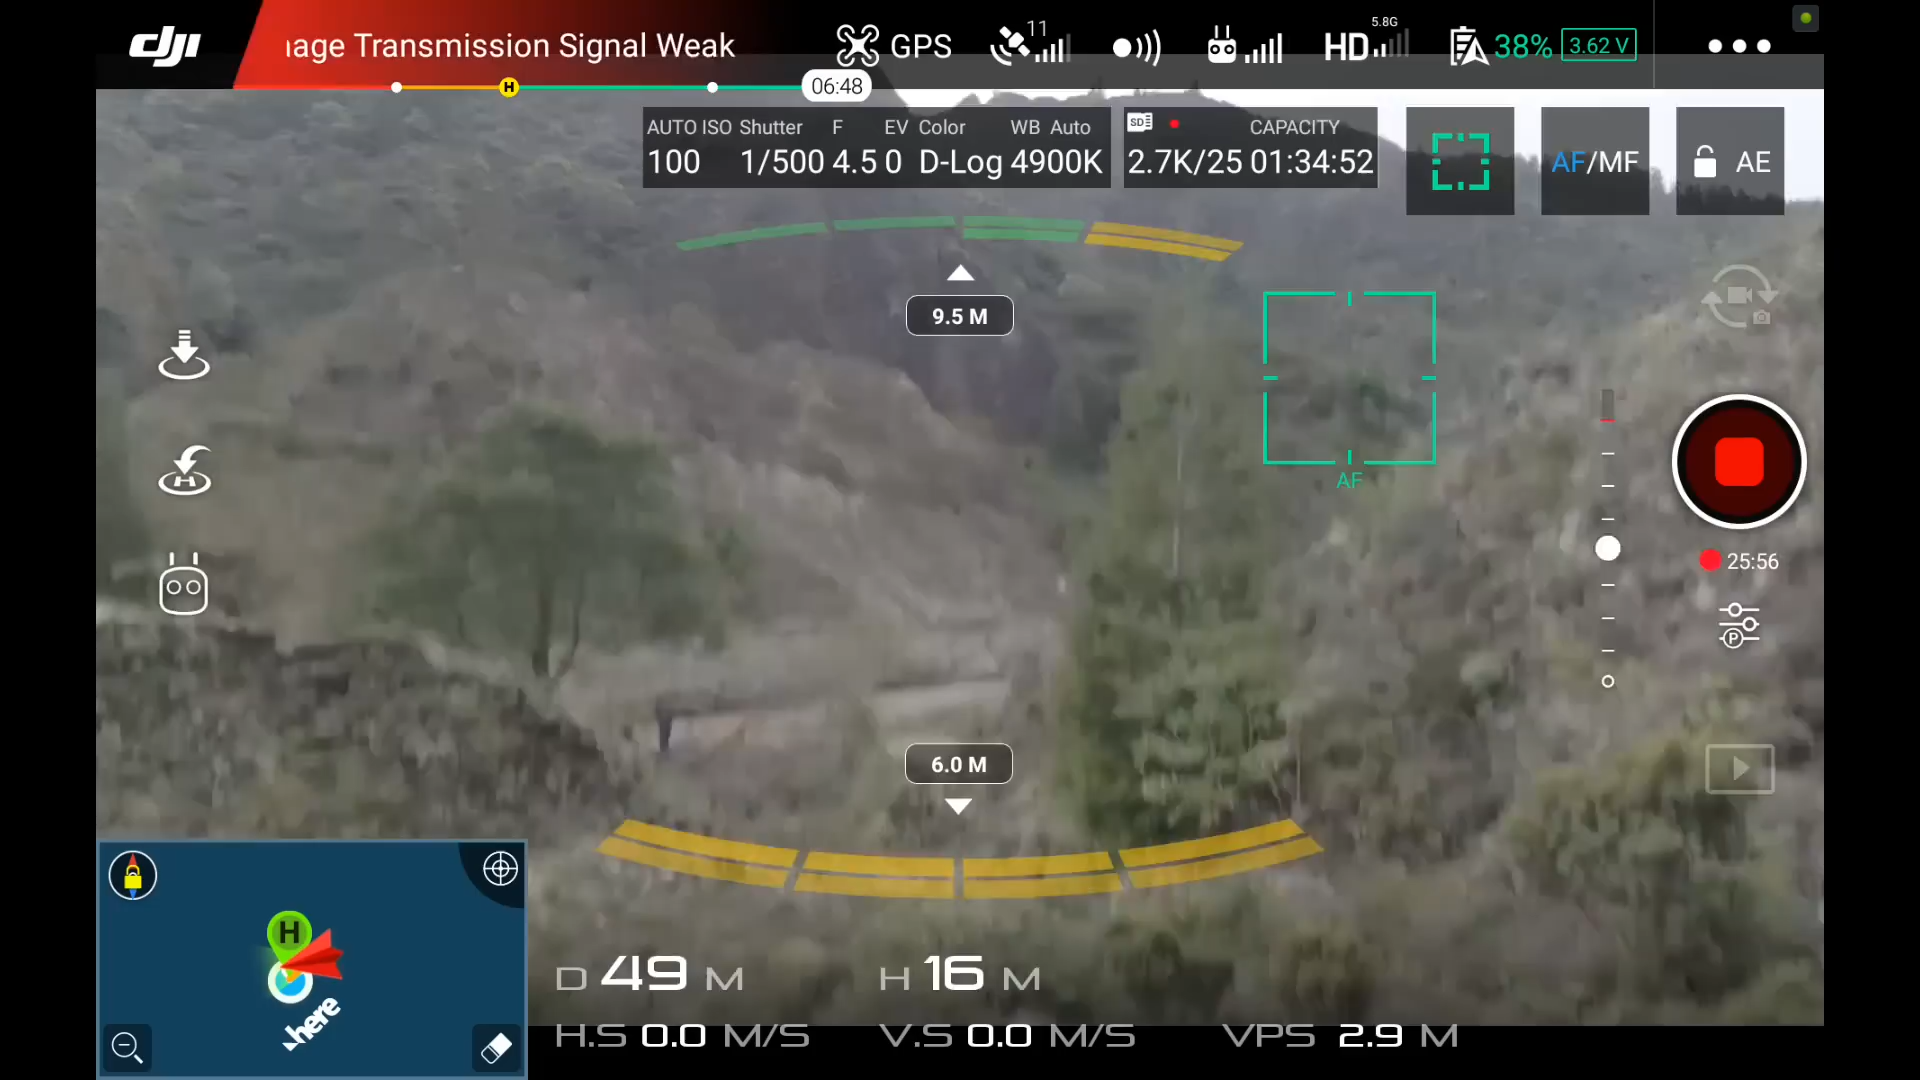 dji
nage Transmission Signal Weak
GPS
11
HD
5.8G
38%
3.62 V
H
06:48
AUTO ISO Shutter F EV Color WB Auto
100 1/500 4.5 0 D-Log 4900K
SD CAPACITY
2.7K/25 01:34:52
AF/MF
AE
9.5 M
AF
H
25:56
P
6.0 M
H
here
D 49 M H 16 M
H.S 0.0 M/S V.S 0.0 M/S VPS 2.9 M